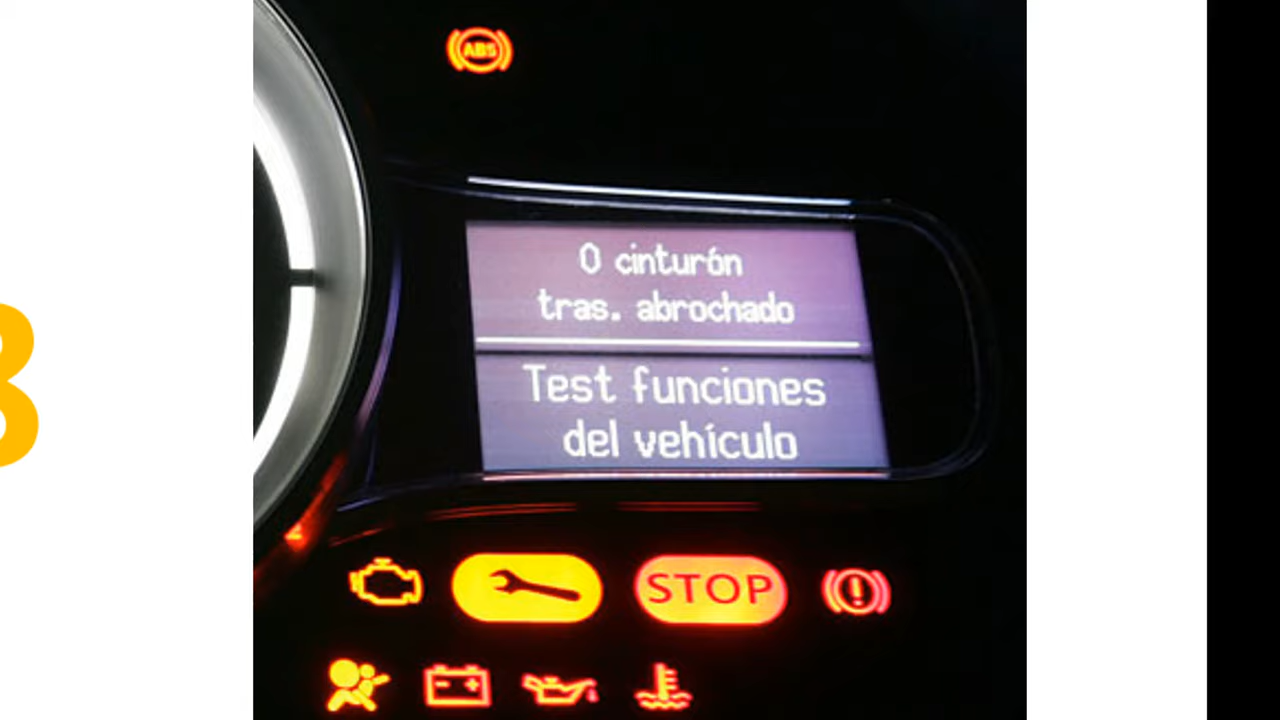 ABS
0 cinturón
tras. abrochado
Test funciones
del vehículo
STOP